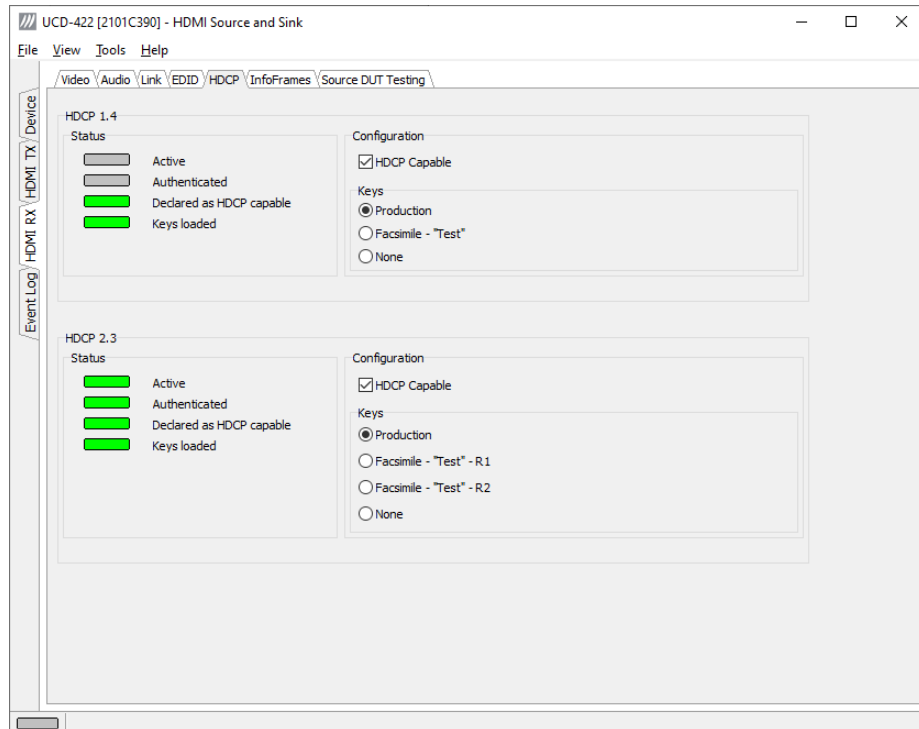 UCD-422 [2101C390] - HDMI Source and Sink
File View Tools Help
Video Audio Link EDID HDCP InfoFrames Source DUT Testing
Device
HDMI TX
HDMI RX
Event Log
HDCP 1.4
Status
Active
Authenticated
Declared as HDCP capable
Keys loaded
Configuration
HDCP Capable
Keys
Production
Facsimile - "Test"
None
HDCP 2.3
Status
Active
Authenticated
Declared as HDCP capable
Keys loaded
Configuration
HDCP Capable
Keys
Production
Facsimile - "Test" - R1
Facsimile - "Test" - R2
None